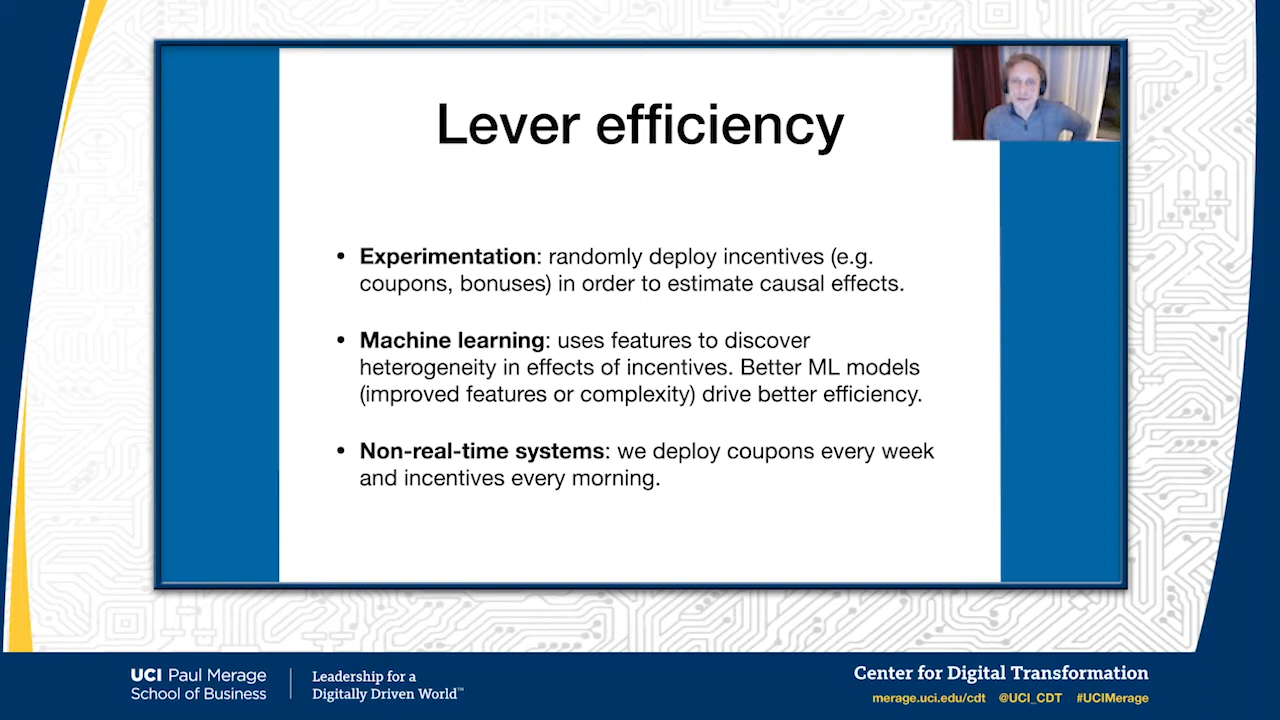 Lever efficiency
• Experimentation: randomly deploy incentives (e.g.
coupons, bonuses) in order to estimate causal effects.
• Machine learning: uses features to discover
heterogeneity in effects of incentives. Better ML models
(improved features or complexity) drive better efficiency.
• Non-real-time systems: we deploy coupons every week
and incentives every morning.
UCI Paul Merage
School of Business
Leadership for a
Digitally Driven World™
Center for Digital Transformation
merage.uci.edu/cdt @UCI_CDT #UCIMerage